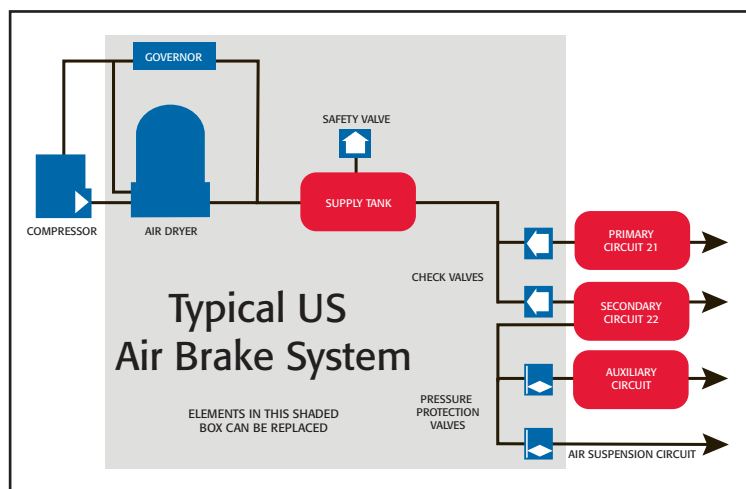 GOVERNOR
SAFETY VALVE
SUPPLY TANK
COMPRESSOR
AIR DRYER
PRIMARY
CIRCUIT 21
CHECK VALVES
SECONDARY
CIRCUIT 22
Typical US
Air Brake System
AUXILIARY
CIRCUIT
PRESSURE
PROTECTION
VALVES
ELEMENTS IN THIS SHADED
BOX CAN BE REPLACED
AIR SUSPENSION CIRCUIT